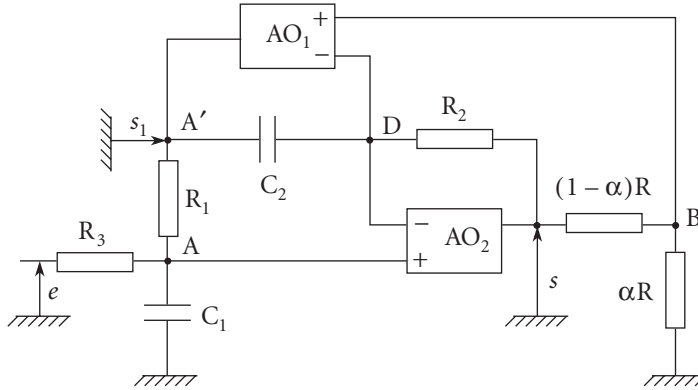 +
AO₁
−
s₁
A′
D
R₂
C₂
(1 – α)R
R₁
B
−
AO₂
+
R₃
A
e
s
αR
C₁